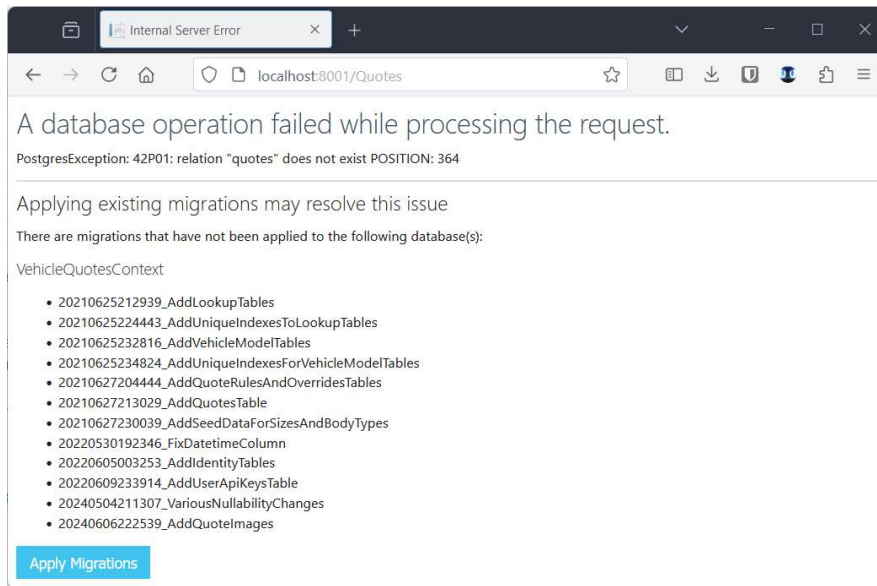 Internal Server Error
localhost:8001/Quotes
A database operation failed while processing the request.
PostgresException: 42P01: relation "quotes" does not exist POSITION: 364
Applying existing migrations may resolve this issue
There are migrations that have not been applied to the following database(s):
VehicleQuotesContext
• 20210625212939_AddLookupTables
• 20210625224443_AddUniqueIndexesToLookupTables
• 20210625232816_AddVehicleModelTables
• 20210625234824_AddUniqueIndexesForVehicleModelTables
• 20210627204444_AddQuoteRulesAndOverridesTables
• 20210627213029_AddQuotesTable
• 20210627230039_AddSeedDataForSizesAndBodyTypes
• 20220530192346_FixDatetimeColumn
• 20220605003253_AddIdentityTables
• 20220609233914_AddUserApiKeysTable
• 20240504211307_VariousNullabilityChanges
• 20240606222539_AddQuoteImages
Apply Migrations